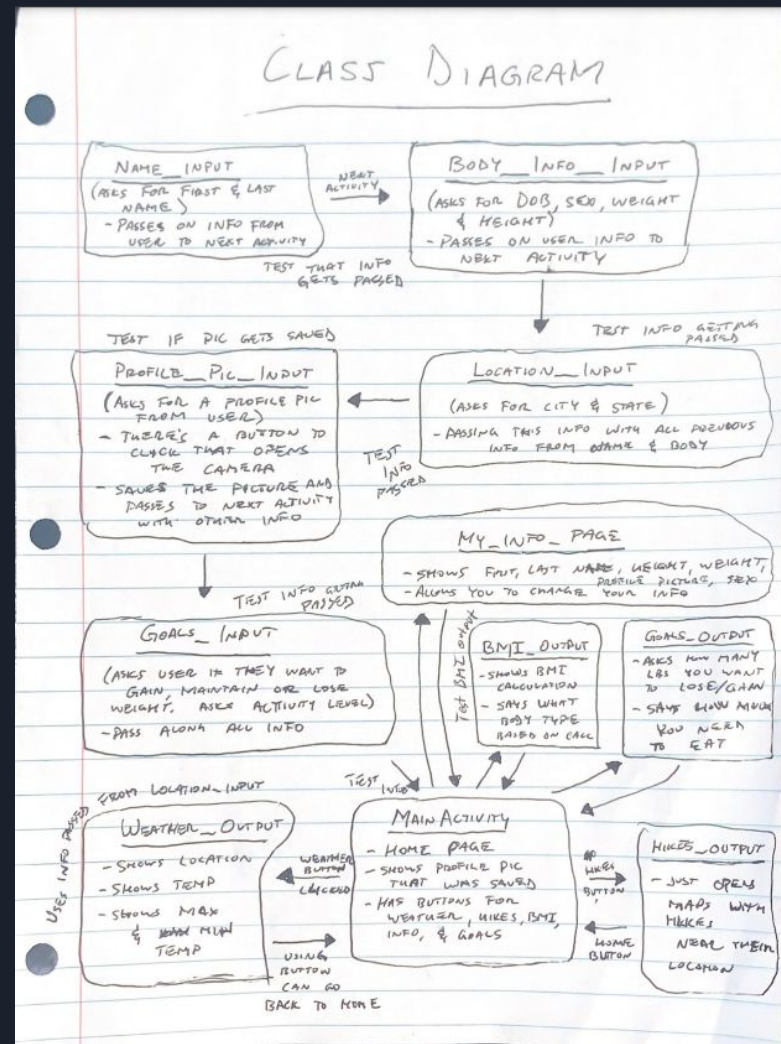 CLASS DIAGRAM
NAME_INPUT
(ASKS FOR FIRST & LAST
NAME)
- PASSES ON INFO FROM
USER TO NEXT ACTIVITY
NEXT
ACTIVITY
BODY_INFO_INPUT
(ASKS FOR DOB, SEX, WEIGHT
& HEIGHT)
- PASSES ON USER INFO TO
NEXT ACTIVITY
TEST THAT INFO
GETS PASSED
TEST INFO GETTING
PASSED
LOCATION_INPUT
(ASKS FOR CITY & STATE)
- PASSING THIS INFO WITH ALL PREVIOUS
INFO FROM NAME & BODY
TEST
INFO
PASSED
TEST IF PIC GETS SAVED
PROFILE_PIC_INPUT
(ASKS FOR A PROFILE PIC
FROM USER)
- THERE'S A BUTTON TO
CLICK THAT OPENS
THE CAMERA
- SAVES THE PICTURE AND
PASSES TO NEXT ACTIVITY
WITH OTHER INFO
TEST INFO GETTING
PASSED
GOALS_INPUT
(ASKS USER IF THEY WANT TO
GAIN, MAINTAIN OR LOSE
WEIGHT, ASKS ACTIVITY LEVEL)
- PASS ALONG ALL INFO
MY_INFO_PAGE
- SHOWS FIRST, LAST NAME, HEIGHT, WEIGHT,
PROFILE PICTURE, SEX
- ALLOWS YOU TO CHANGE YOUR INFO
Test BMI output
BMI_OUTPUT
- SHOWS BMI
CALCULATION
- SAYS WHAT
BODY TYPE
BASED ON CALC
GOALS_OUTPUT
- ASKS HOW MANY
LBS YOU WANT
TO LOSE/GAIN
- SAYS HOW MUCH
YOU NEED
TO EAT
TEST
INFO
MAINACTIVITY
- HOME PAGE
- SHOWS PROFILE PIC
THAT WAS SAVED
- HAS BUTTONS FOR
WEATHER, HIKES, BMI,
INFO, & GOALS
USES INFO PASSED
FROM LOCATION_INPUT
WEATHER_OUTPUT
- SHOWS LOCATION
- SHOWS TEMP
- SHOWS MAX
& MIN
TEMP
WEATHER
BUTTON
CLICKED
USING
BUTTON
CAN GO
BACK TO HOME
HIKES
BUTTON
HOME
BUTTON
HIKES_OUTPUT
- JUST OPENS
MAPS WITH
HIKES
NEAR THEIR
LOCATION